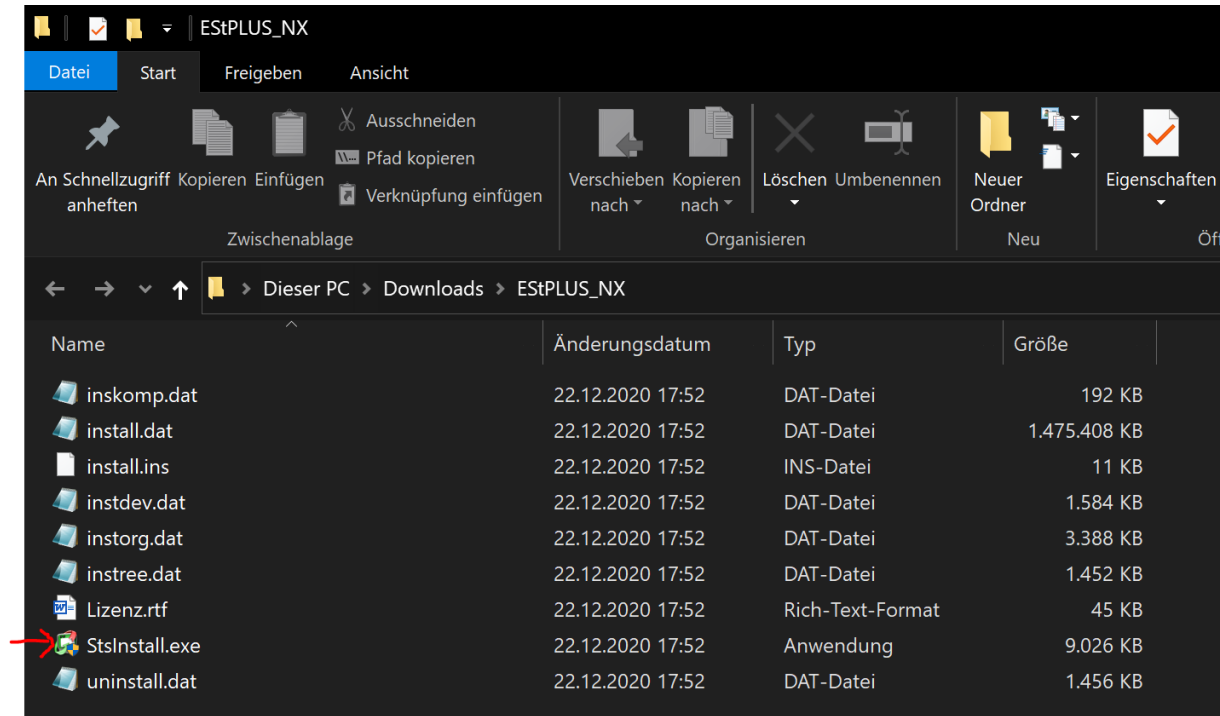 EStPLUS_NX
Datei Start Freigeben Ansicht
An Schnellzugriff anheften
Kopieren
Einfügen
Ausschneiden
Pfad kopieren
Verknüpfung einfügen
Zwischenablage
Verschieben nach
Kopieren nach
Löschen
Umbenennen
Organisieren
Neuer Ordner
Neu
Eigenschaften
Öf
Dieser PC > Downloads > EStPLUS_NX
Name Änderungsdatum Typ Größe
inskomp.dat 22.12.2020 17:52 DAT-Datei 192 KB
install.dat 22.12.2020 17:52 DAT-Datei 1.475.408 KB
install.ins 22.12.2020 17:52 INS-Datei 11 KB
instdev.dat 22.12.2020 17:52 DAT-Datei 1.584 KB
instorg.dat 22.12.2020 17:52 DAT-Datei 3.388 KB
instree.dat 22.12.2020 17:52 DAT-Datei 1.452 KB
Lizenz.rtf 22.12.2020 17:52 Rich-Text-Format 45 KB
StsInstall.exe 22.12.2020 17:52 Anwendung 9.026 KB
uninstall.dat 22.12.2020 17:52 DAT-Datei 1.456 KB